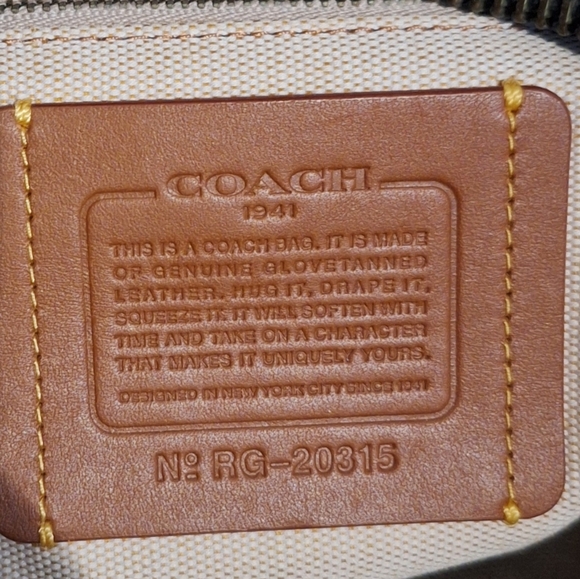 COACH
1941
THIS IS A COACH BAG. IT IS MADE
OF GENUINE GLOVETANNED
LEATHER. HUG IT, DRAPE IT,
SQUEEZE IT. IT WILL SOFTEN WITH
TIME AND TAKE ON A CHARACTER
THAT MAKES IT UNIQUELY YOURS.
DESIGNED IN NEW YORK CITY SINCE 1941
Nº RG-20315